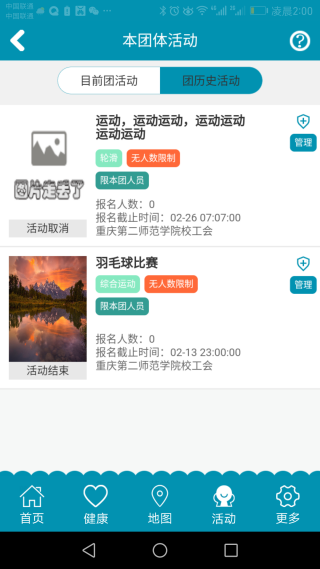 中国联通
中国联通
凌晨2:00
本团体活动
目前团活动
团历史活动
运动，运动运动，运动运动
运动运动
管理
轮滑
无人数限制
限本团人员
图片走丢了
报名人数：0
报名截止时间：02-26 07:07:00
活动取消
重庆第二师范学院校工会
羽毛球比赛
管理
综合运动
无人数限制
限本团人员
报名人数：0
报名截止时间：02-13 23:00:00
活动结束
重庆第二师范学院校工会
首页
健康
地图
活动
更多